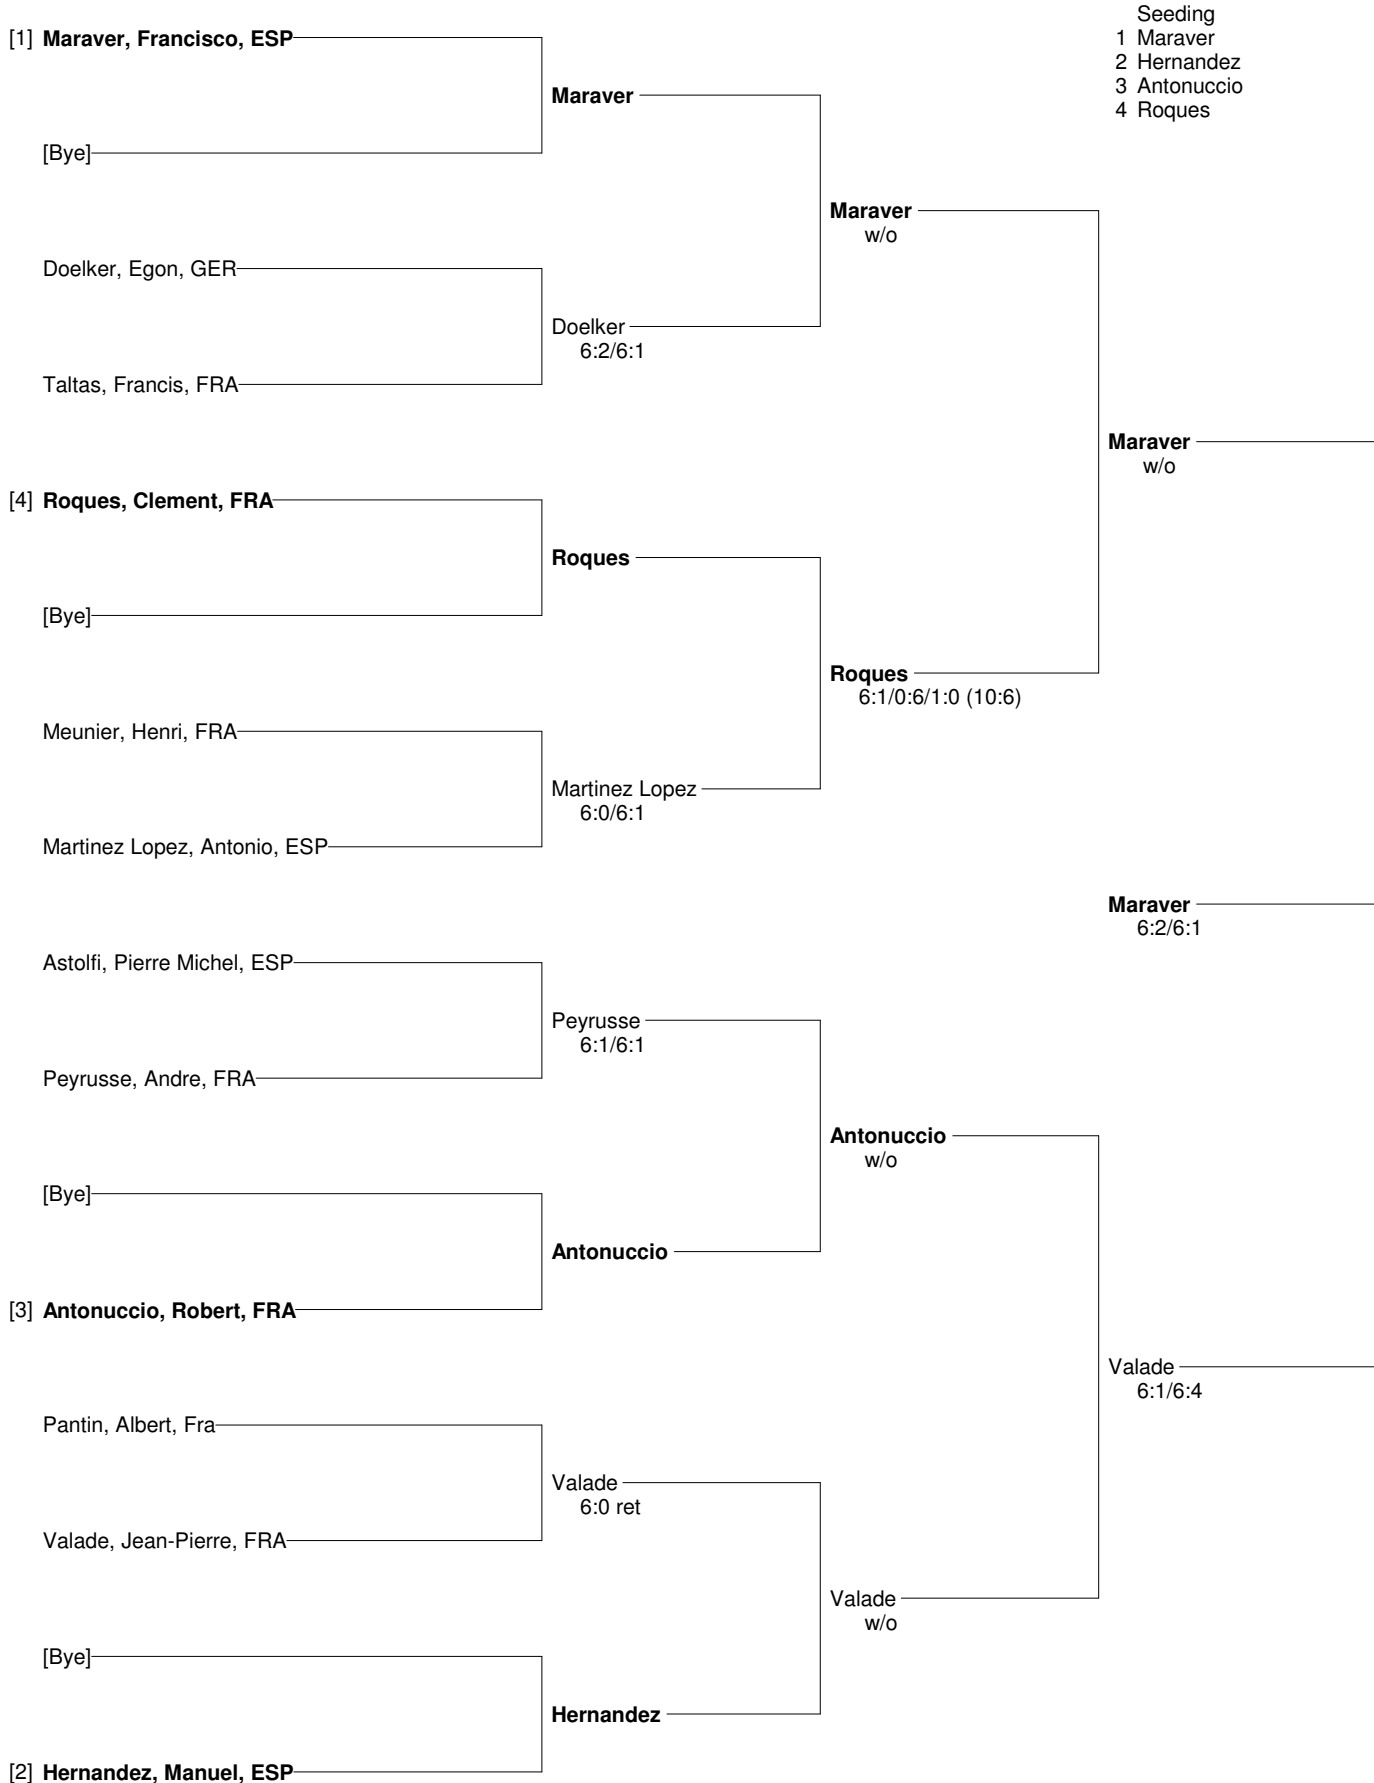 Seeding
1 Maraver
2 Hernandez
3 Antonuccio
4 Roques
[1] Maraver, Francisco, ESP
Maraver
[Bye]
Maraver
w/o
Doelker, Egon, GER
Doelker
6:2/6:1
Taltas, Francis, FRA
Maraver
w/o
[4] Roques, Clement, FRA
Roques
[Bye]
Roques
6:1/0:6/1:0 (10:6)
Meunier, Henri, FRA
Martinez Lopez
6:0/6:1
Martinez Lopez, Antonio, ESP
Maraver
6:2/6:1
Astolfi, Pierre Michel, ESP
Peyrusse
6:1/6:1
Peyrusse, Andre, FRA
Antonuccio
w/o
[Bye]
Antonuccio
[3] Antonuccio, Robert, FRA
Valade
6:1/6:4
Pantin, Albert, Fra
Valade
6:0 ret
Valade, Jean-Pierre, FRA
Valade
w/o
[Bye]
Hernandez
[2] Hernandez, Manuel, ESP